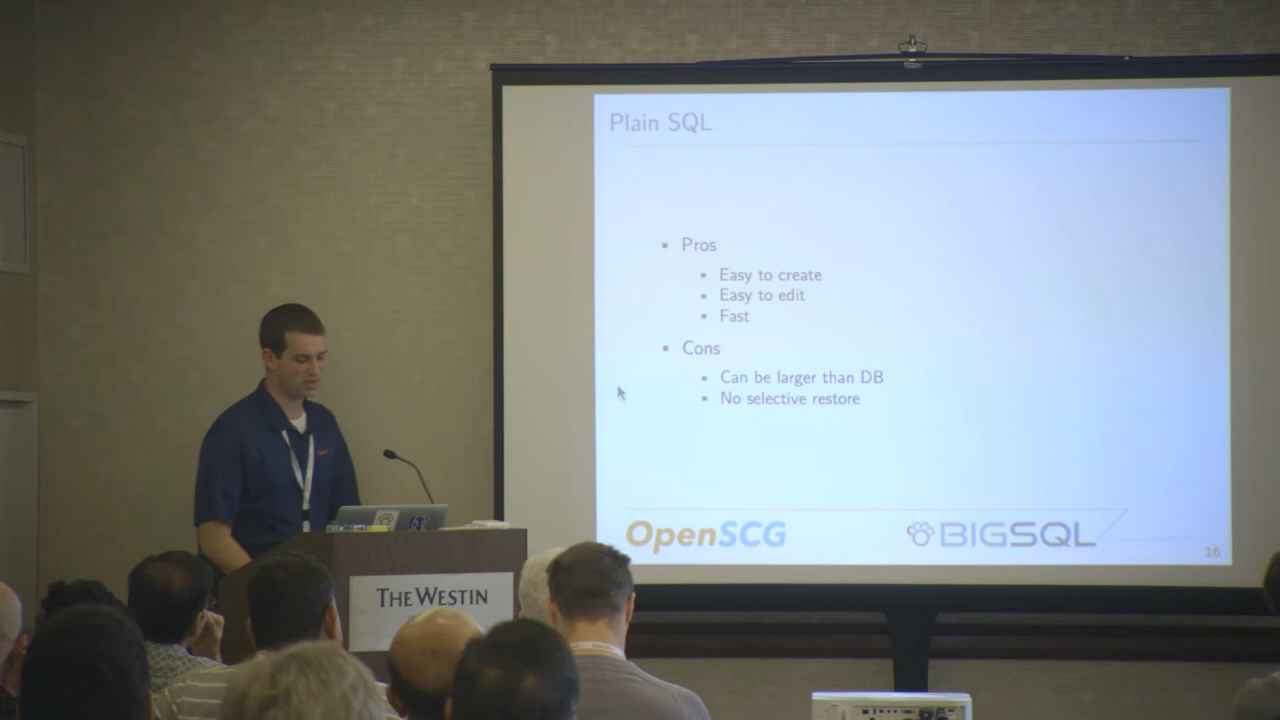 Plain SQL
Pros
Easy to create
Easy to edit
Fast
Cons
Can be larger than DB
No selective restore
OpenSCG
BIGSQL
16
THE WESTIN